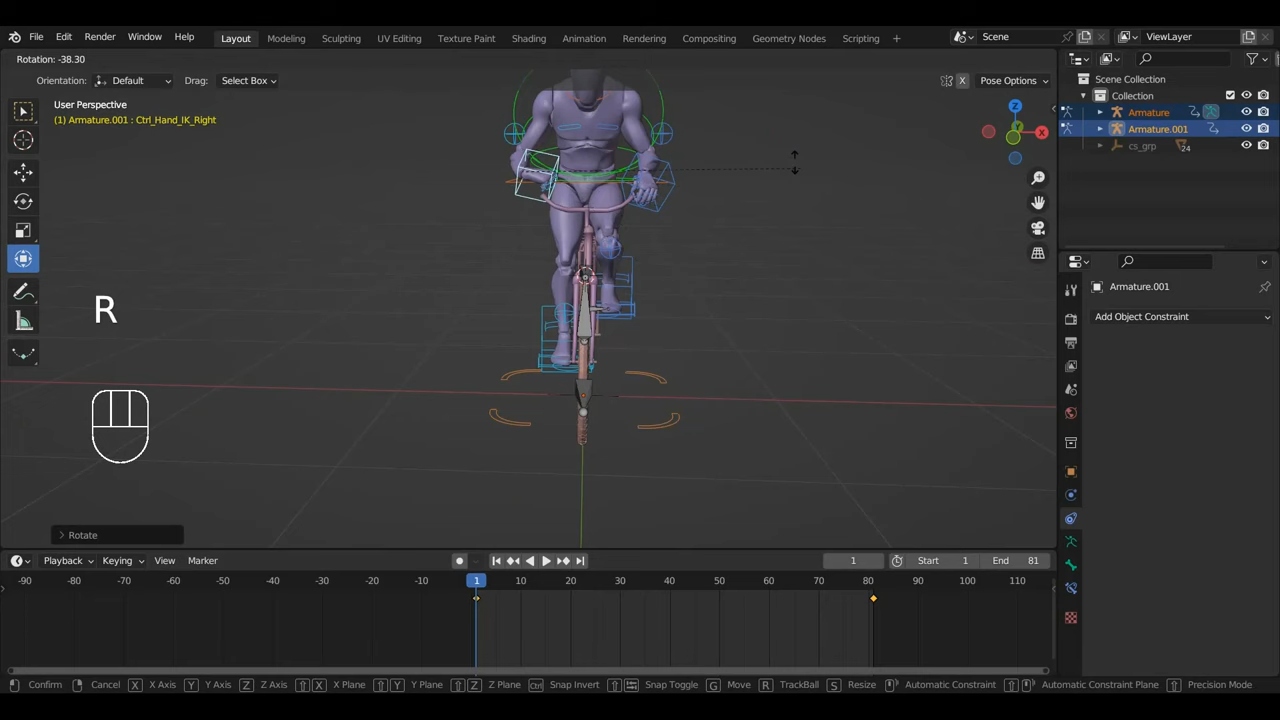 File Edit Render Window Help Layout Modeling Sculpting UV Editing Texture Paint Shading Animation Rendering Compositing Geometry Nodes Scripting + Scene ViewLayer
Rotation: -38.30
Orientation: Default Drag: Select Box X Pose Options
User Perspective
(1) Armature.001 : Ctrl_Hand_IK_Right
Z
X
Scene Collection
Collection
Armature
Armature.001
cs_grp 24
Armature.001
Add Object Constraint
R
Rotate
Playback Keying View Marker 1 Start 1 End 81
-90 -80 -70 -60 -50 -40 -30 -20 -10 1 10 20 30 40 50 60 70 80 90 100 110
Confirm Cancel X X Axis Y Y Axis Z Z Axis X X Plane Y Y Plane Z Z Plane Ctrl Snap Invert Snap Toggle G Move R TrackBall S Resize Automatic Constraint Automatic Constraint Plane Precision Mode